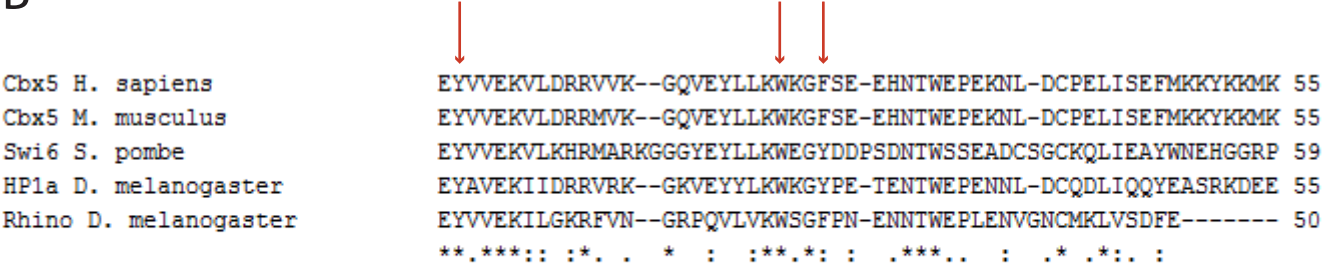 D
Cbx5 H. sapiens EYVVEKVLDRRVVK--GQVEYLLKWKGFSE-EHNTWEPEKNL-DCPELISEFMKKYKKMK 55
Cbx5 M. musculus EYVVEKVLDRRMVK--GQVEYLLKWKGFSE-EHNTWEPEKNL-DCPELISEFMKKYKKMK 55
Swi6 S. pombe EYVVEKVLKHRMARKGGGYEYLLKWEGYDDPSDNTWSSEADCSGCKQLIEAYWNEHGGRP 59
HP1a D. melanogaster EYAVEKIIDRRVRK--GKVEYYLKWKGYPE-TENTWEPENNL-DCQDLIQQYEASRKDEE 55
Rhino D. melanogaster EYVVEKILGKRFVN--GRPQVLVKWSGFPN-ENNTWEPLENVGNCMKLVSDFE------- 50
**.***:: :*. . * : :**.*: : .***.. : .* .*:. :